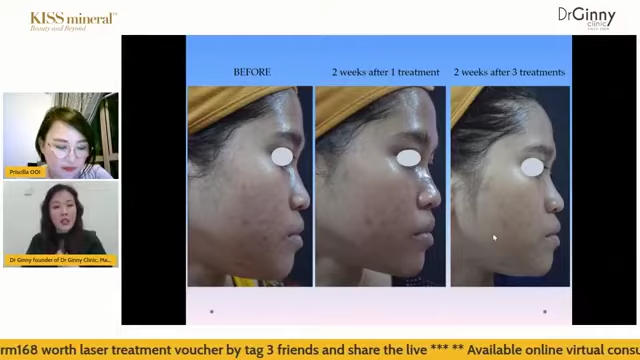 KISS mineral™
Beauty and Beyond
DrGinny
clinic
BEFORE
2 weeks after 1 treatment
2 weeks after 3 treatments
Priscilla OOI
Dr Ginny founder of Dr Ginny Clinic, Ma...
rm168 worth laser treatment voucher by tag 3 friends and share the live *** ** Available online virtual consu